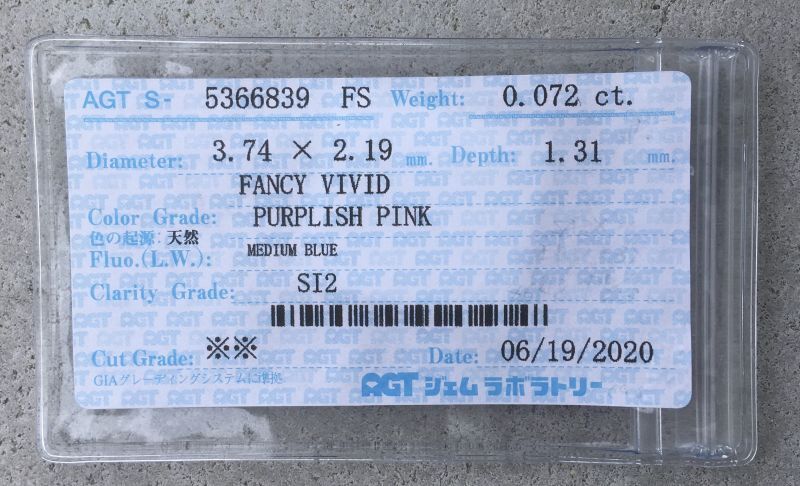 AGT S- 5366839 FS Weight: 0.072 ct.
Diameter: 3.74 × 2.19 mm. Depth: 1.31 mm.
FANCY VIVID
Color Grade: PURPLISH PINK
色の起源: 天然
Fluo.(L.W.): MEDIUM BLUE
Clarity Grade: SI2
Cut Grade: ※※ Date: 06/19/2020
GIAグレーディングシステムに準拠
AGT ジェムラボラトリー